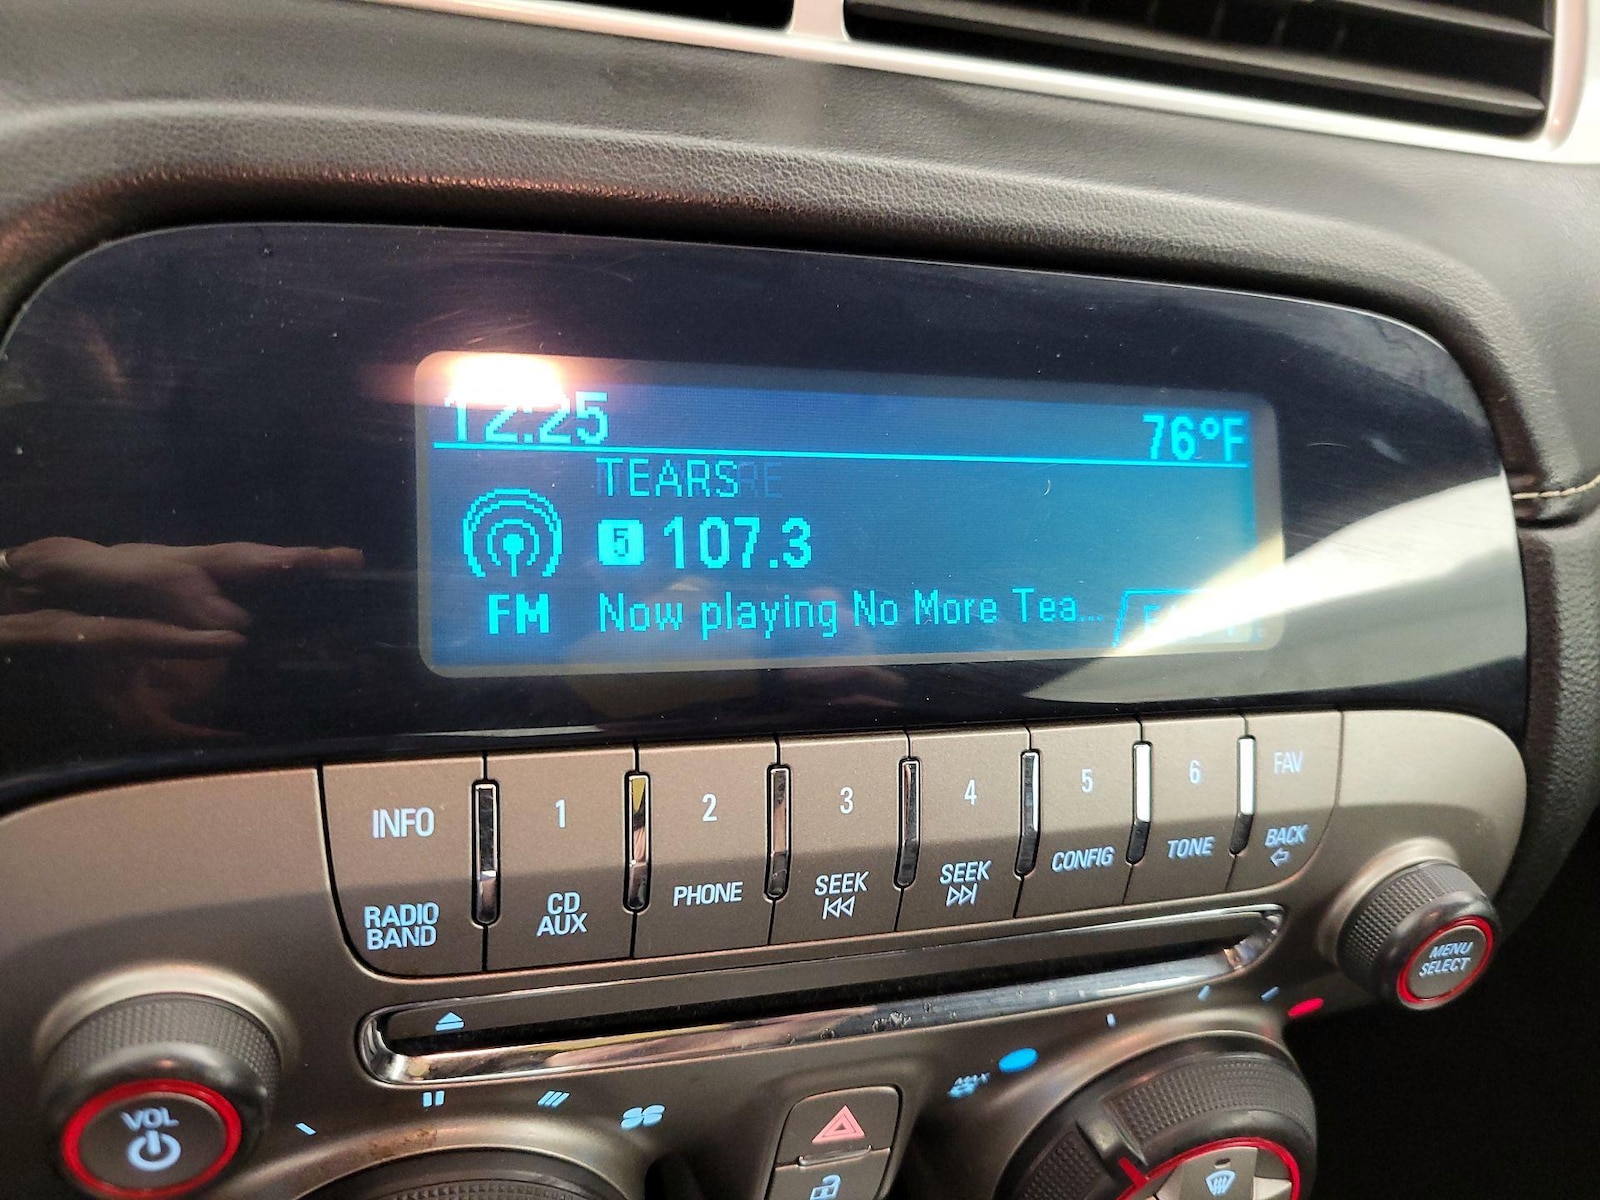 12:25
76°F
TEARS
5 107.3
FM
Now playing No More Tea...
INFO
1
2
3
4
5
6
FAV
RADIO
BAND
CD
AUX
PHONE
SEEK
SEEK
CONFIG
TONE
BACK
MENU
SELECT
VOL
MAX